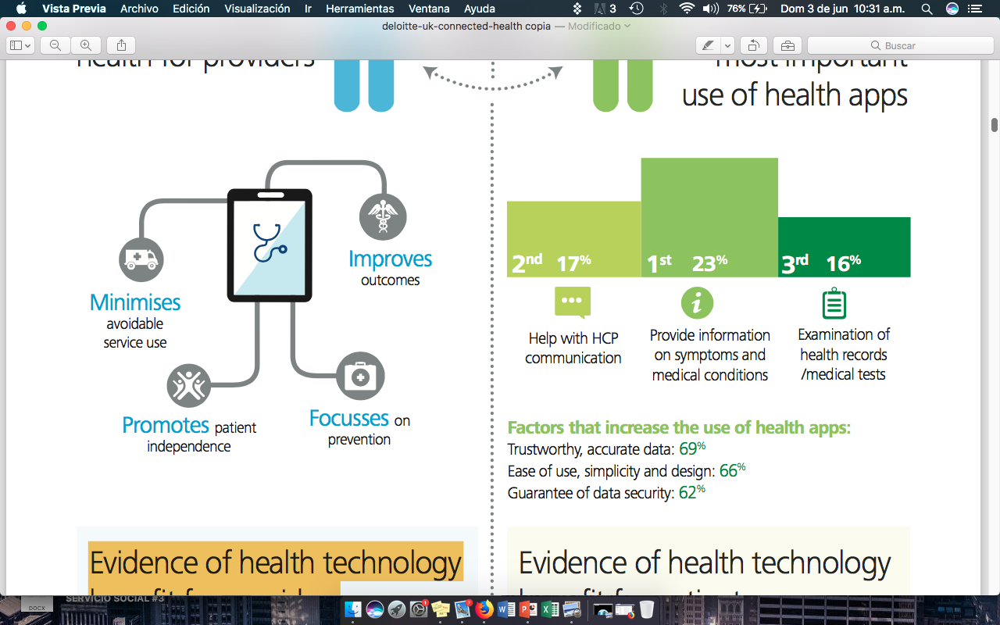 Vista Previa Archivo Edición Visualización Ir Herramientas Ventana Ayuda 3 76% Dom 3 de jun 10:31 a.m.
deloitte-uk-connected-health copia — Modificado
Buscar
health for providers
most important
use of health apps
Improves
outcomes
Minimises
avoidable
service use
Promotes patient
independence
Focusses on
prevention
2nd 17%
1st 23%
3rd 16%
Help with HCP
communication
Provide information
on symptoms and
medical conditions
Examination of
health records
/medical tests
Factors that increase the use of health apps:
Trustworthy, accurate data: 69%
Ease of use, simplicity and design: 66%
Guarantee of data security: 62%
Evidence of health technology
Evidence of health technology
DOCX
SERVICIO SOCIAL #3